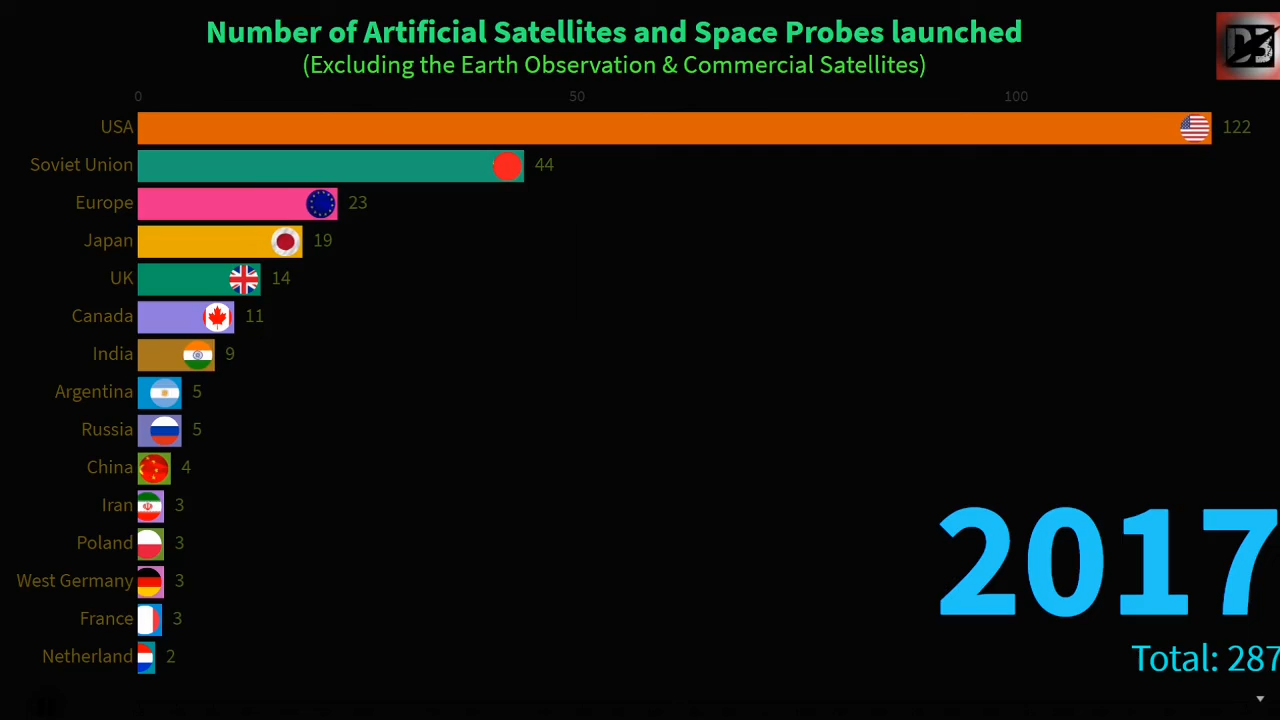 Number of Artificial Satellites and Space Probes launched
(Excluding the Earth Observation & Commercial Satellites)
0 50 100
USA 122
Soviet Union 44
Europe 23
Japan 19
UK 14
Canada 11
India 9
Argentina 5
Russia 5
China 4
Iran 3
Poland 3
West Germany 3
France 3
Netherland 2
2017
Total: 287
DB